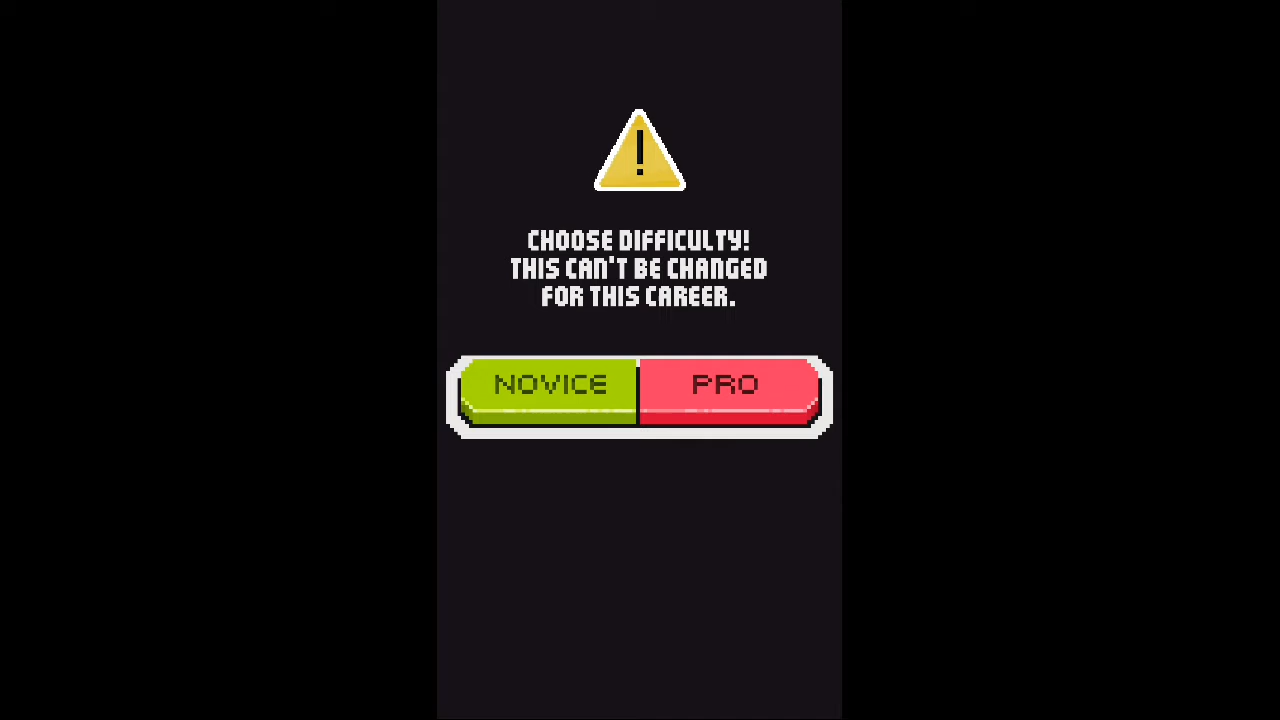 !
CHOOSE DIFFICULTY!
THIS CAN'T BE CHANGED
FOR THIS CAREER.
NOVICE PRO